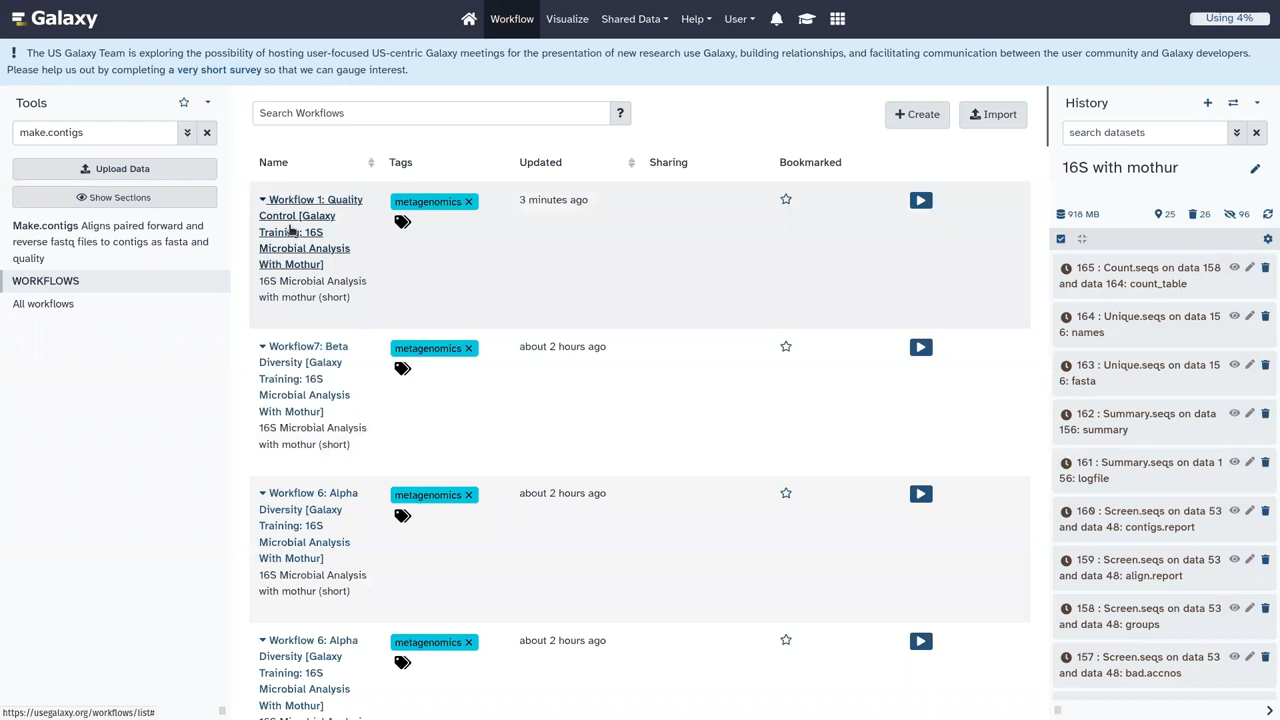 Galaxy
Workflow
Visualize
Shared Data
Help
User
Using 4%
The US Galaxy Team is exploring the possibility of hosting user-focused US-centric Galaxy meetings for the presentation of new research use Galaxy, building relationships, and facilitating communication between the user community and Galaxy developers.
Please help us out by completing a very short survey so that we can gauge interest.
Tools
make.contigs
Upload Data
Show Sections
Make.contigs Aligns paired forward and
reverse fastq files to contigs as fasta and
quality
WORKFLOWS
All workflows
Search Workflows
?
Create
Import
Name
Tags
Updated
Sharing
Bookmarked
Workflow 1: Quality
Control [Galaxy
Training: 16S
Microbial Analysis
With Mothur]
16S Microbial Analysis
with mothur (short)
metagenomics
3 minutes ago
Workflow7: Beta
Diversity [Galaxy
Training: 16S
Microbial Analysis
With Mothur]
16S Microbial Analysis
with mothur (short)
metagenomics
about 2 hours ago
Workflow 6: Alpha
Diversity [Galaxy
Training: 16S
Microbial Analysis
With Mothur]
16S Microbial Analysis
with mothur (short)
metagenomics
about 2 hours ago
Workflow 6: Alpha
Diversity [Galaxy
Training: 16S
Microbial Analysis
With Mothur]
metagenomics
about 2 hours ago
History
search datasets
16S with mothur
918 MB
25
26
96
165 : Count.seqs on data 158
and data 164: count_table
164 : Unique.seqs on data 15
6: names
163 : Unique.seqs on data 15
6: fasta
162 : Summary.seqs on data
156: summary
161 : Summary.seqs on data 1
56: logfile
160 : Screen.seqs on data 53
and data 48: contigs.report
159 : Screen.seqs on data 53
and data 48: align.report
158 : Screen.seqs on data 53
and data 48: groups
157 : Screen.seqs on data 53
and data 48: bad.accnos
https://usegalaxy.org/workflows/list#